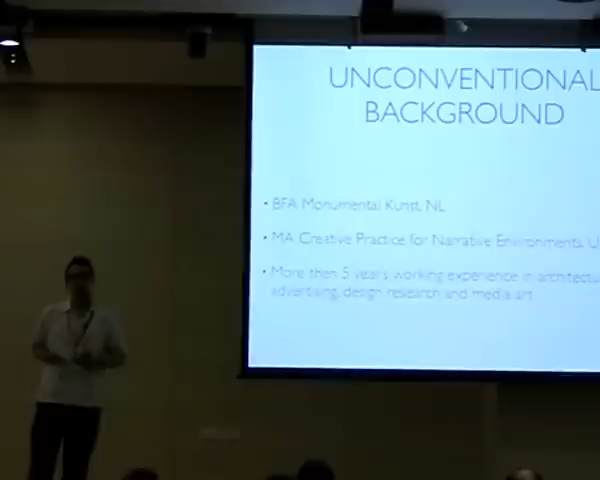 UNCONVENTIONAL
BACKGROUND
• BFA Monumental Kunst, NL
• MA Creative Practice for Narrative Environments, U
• More then 5 years working experience in architectu
advertising, design research and media art